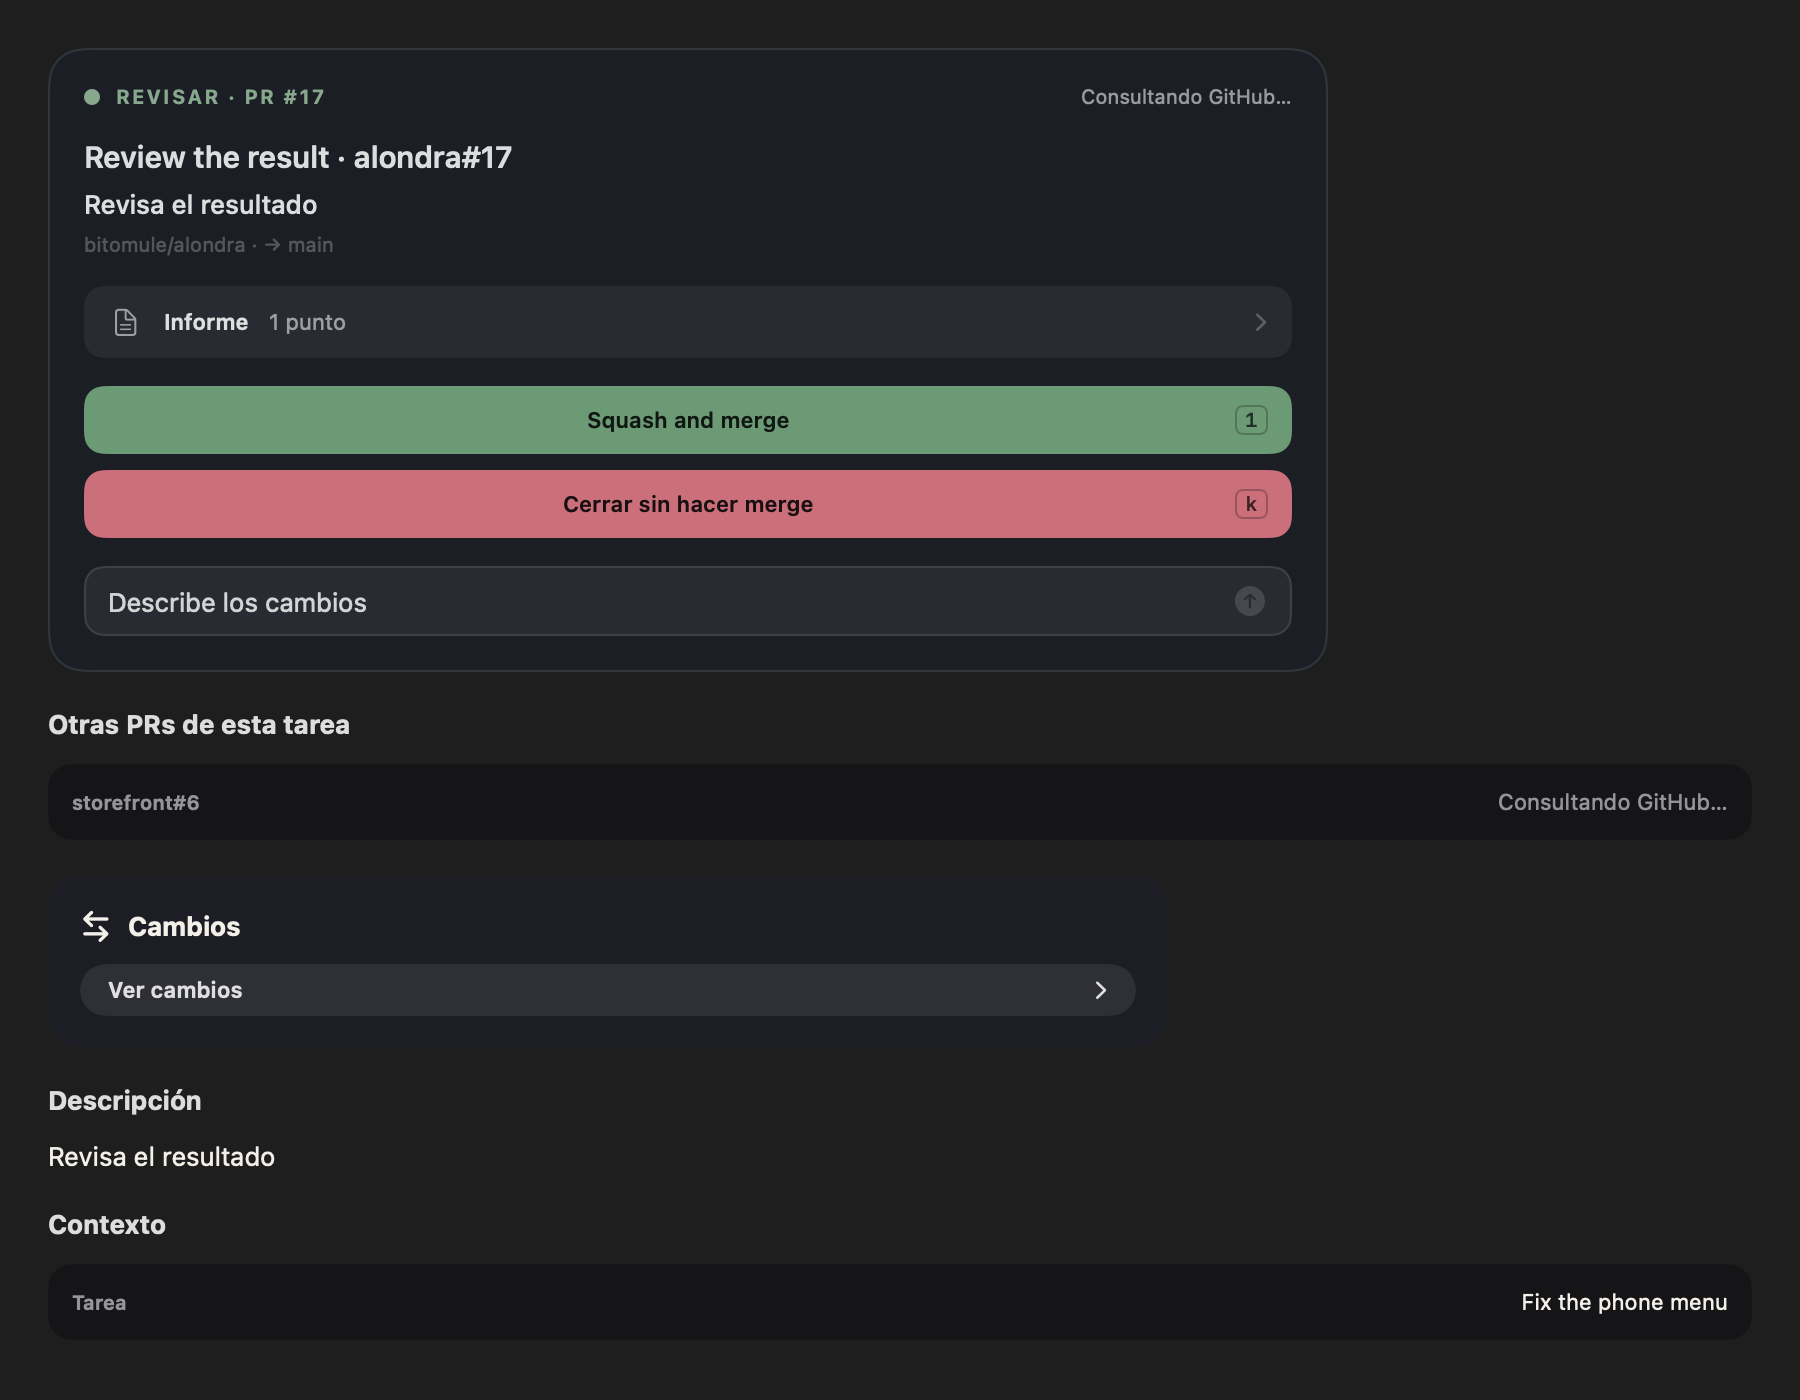 REVISAR · PR #17
Consultando GitHub...
Review the result · alondra#17
Revisa el resultado
bitomule/alondra · → main
Informe 1 punto
Squash and merge 1
Cerrar sin hacer merge k
Describe los cambios
Otras PRs de esta tarea
storefront#6 Consultando GitHub...
Cambios
Ver cambios
Descripción
Revisa el resultado
Contexto
Tarea Fix the phone menu